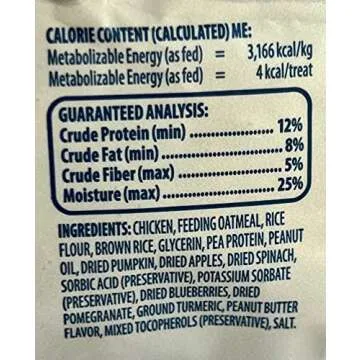 CALORIE CONTENT (CALCULATED) ME:
Metabolizable Energy (as fed) = 3,166 kcal/kg
Metabolizable Energy (as fed) = 4 kcal/treat
GUARANTEED ANALYSIS:
Crude Protein (min) ..................... 12%
Crude Fat (min) ............................ 8%
Crude Fiber (max) ........................ 5%
Moisture (max) ........................... 25%
INGREDIENTS: CHICKEN, FEEDING OATMEAL, RICE
FLOUR, BROWN RICE, GLYCERIN, PEA PROTEIN, PEANUT
OIL, DRIED PUMPKIN, DRIED APPLES, DRIED SPINACH,
SORBIC ACID (PRESERVATIVE), POTASSIUM SORBATE
(PRESERVATIVE), DRIED BLUEBERRIES, DRIED
POMEGRANATE, GROUND TURMERIC, PEANUT BUTTER
FLAVOR, MIXED TOCOPHEROLS (PRESERVATIVE), SALT.